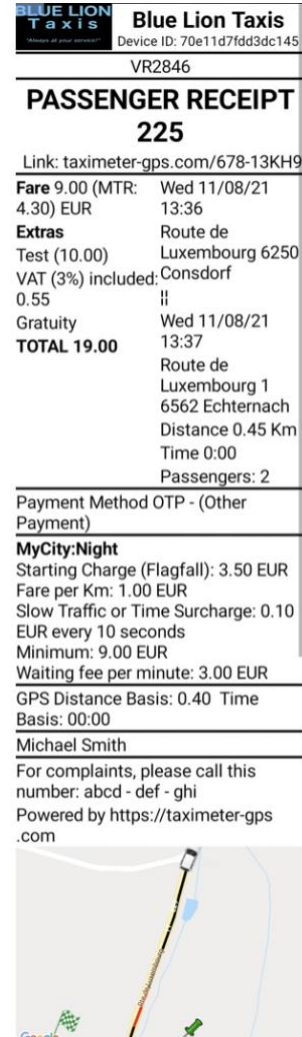 BLUE LION
Taxis
"Always at your service!"
Blue Lion Taxis
Device ID: 70e11d7fdd3dc145
VR2846
PASSENGER RECEIPT
225
Link: taximeter-gps.com/678-13KH9
Fare 9.00 (MTR:
4.30) EUR
Extras
Test (10.00)
VAT (3%) included:
0.55
Gratuity
TOTAL 19.00
Wed 11/08/21
13:36
Route de
Luxembourg 6250
Consdorf
¦¦
Wed 11/08/21
13:37
Route de
Luxembourg 1
6562 Echternach
Distance 0.45 Km
Time 0:00
Passengers: 2
Payment Method OTP - (Other
Payment)
MyCity:Night
Starting Charge (Flagfall): 3.50 EUR
Fare per Km: 1.00 EUR
Slow Traffic or Time Surcharge: 0.10
EUR every 10 seconds
Minimum: 9.00 EUR
Waiting fee per minute: 3.00 EUR
GPS Distance Basis: 0.40 Time
Basis: 00:00
Michael Smith
For complaints, please call this
number: abcd - def - ghi
Powered by https://taximeter-gps
.com
Google